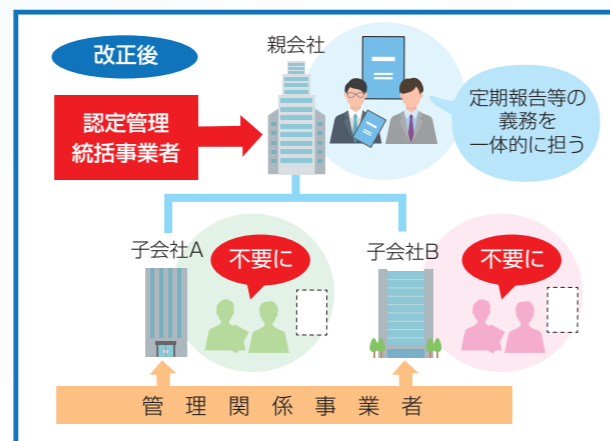 改正後
親会社
認定管理
統括事業者
定期報告等の
義務を
一体的に担う
子会社A
不要に
子会社B
不要に
管理関係事業者